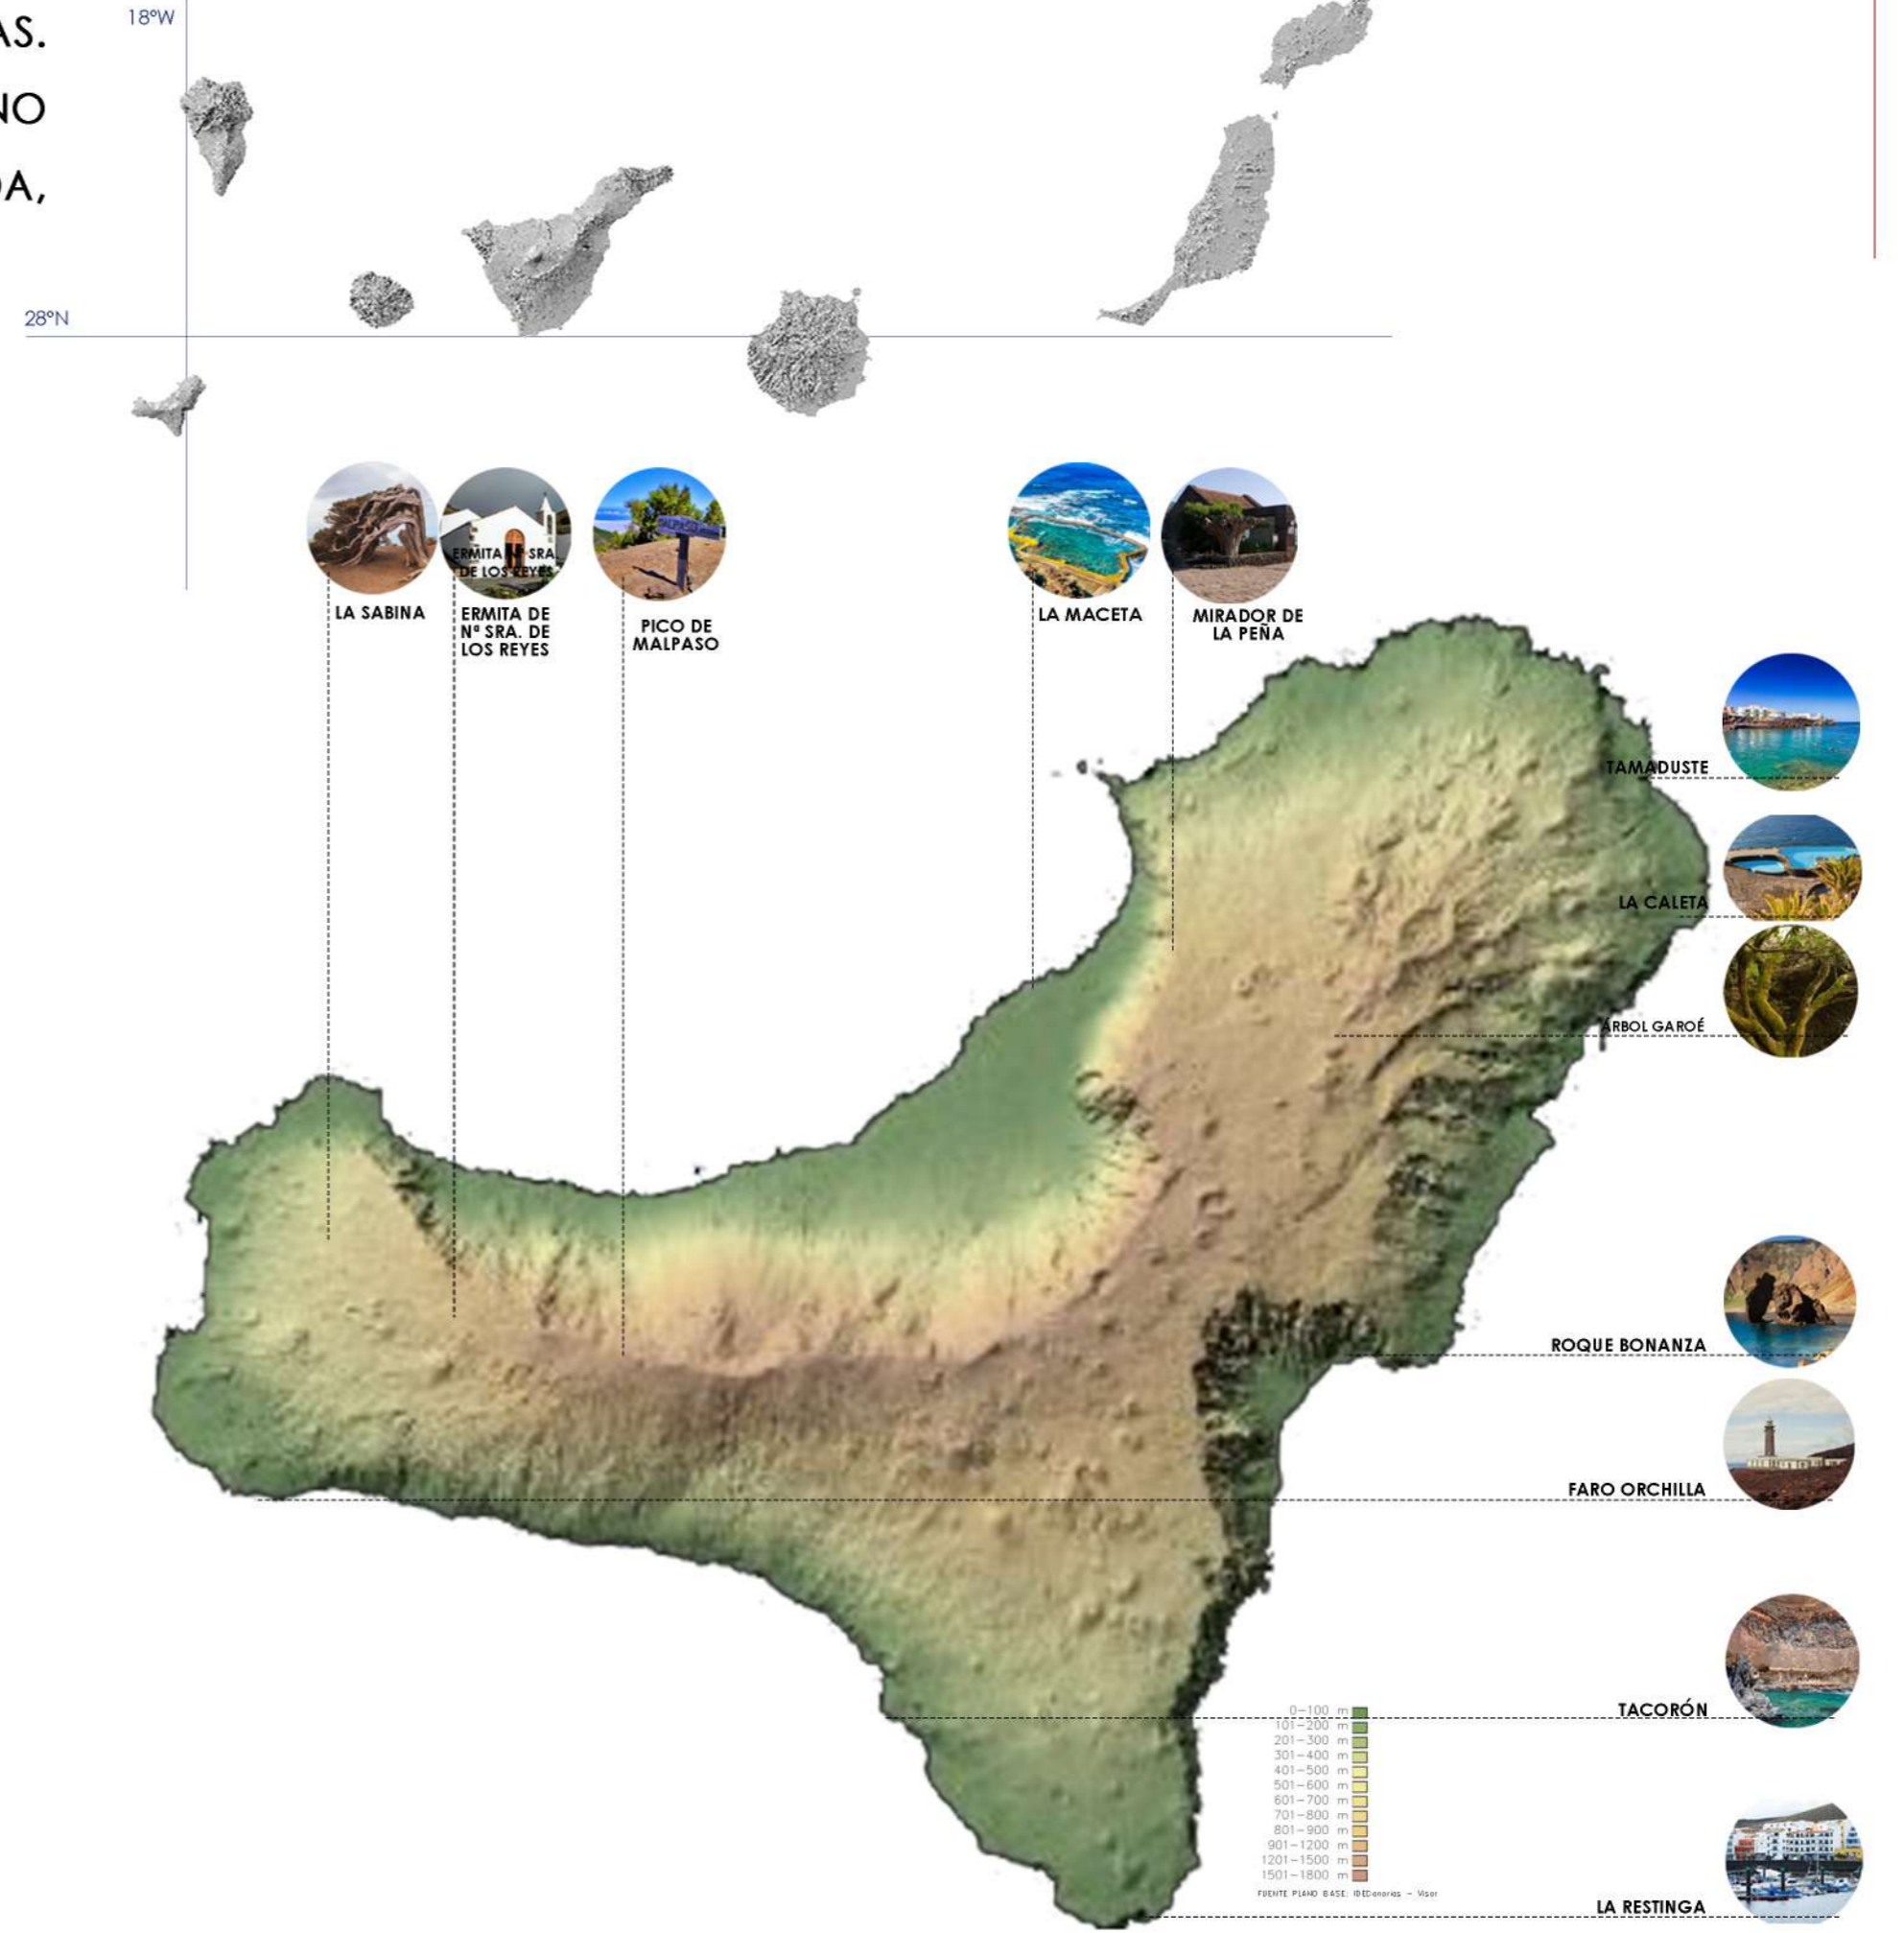 AS.
NO
DA,
18ºW
28ºN
ERMITA Nª SRA.
DE LOS REYES
LA SABINA
ERMITA DE
Nª SRA. DE
LOS REYES
PICO DE
MALPASO
LA MACETA
MIRADOR DE
LA PEÑA
TAMADUSTE
LA CALETA
ÁRBOL GAROÉ
ROQUE BONANZA
FARO ORCHILLA
TACORÓN
0–100 m
101–200 m
201–300 m
301–400 m
401–500 m
501–600 m
601–700 m
701–800 m
801–900 m
901–1200 m
1201–1500 m
1501–1800 m
FUENTE PLANO BASE: IDECanarias – Visor
LA RESTINGA